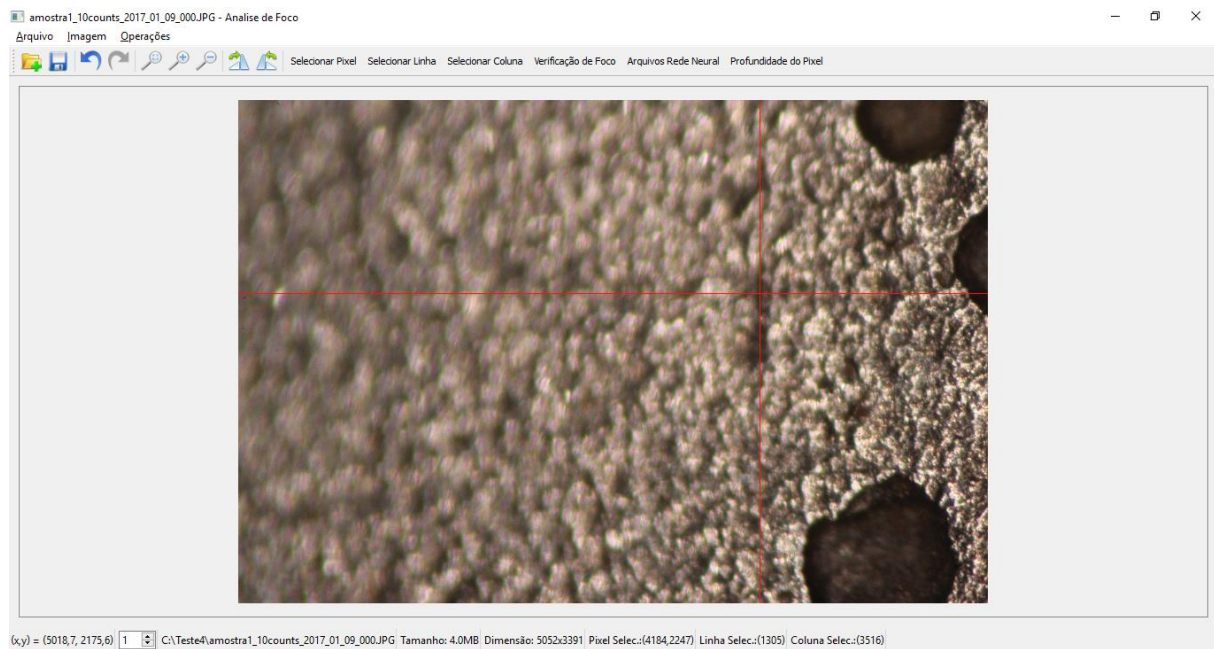 amostra1_10counts_2017_01_09_000.JPG - Analise de Foco
Arquivo Imagem Operações
Selecionar Pixel Selecionar Linha Selecionar Coluna Verificação de Foco Arquivos Rede Neural Profundidade do Pixel
(x,y) = (5018,7, 2175,6) 1 C:\Teste4\amostra1_10counts_2017_01_09_000.JPG Tamanho: 4.0MB Dimensão: 5052x3391 Pixel Selec.:(4184,2247) Linha Selec.:(1305) Coluna Selec.:(3516)